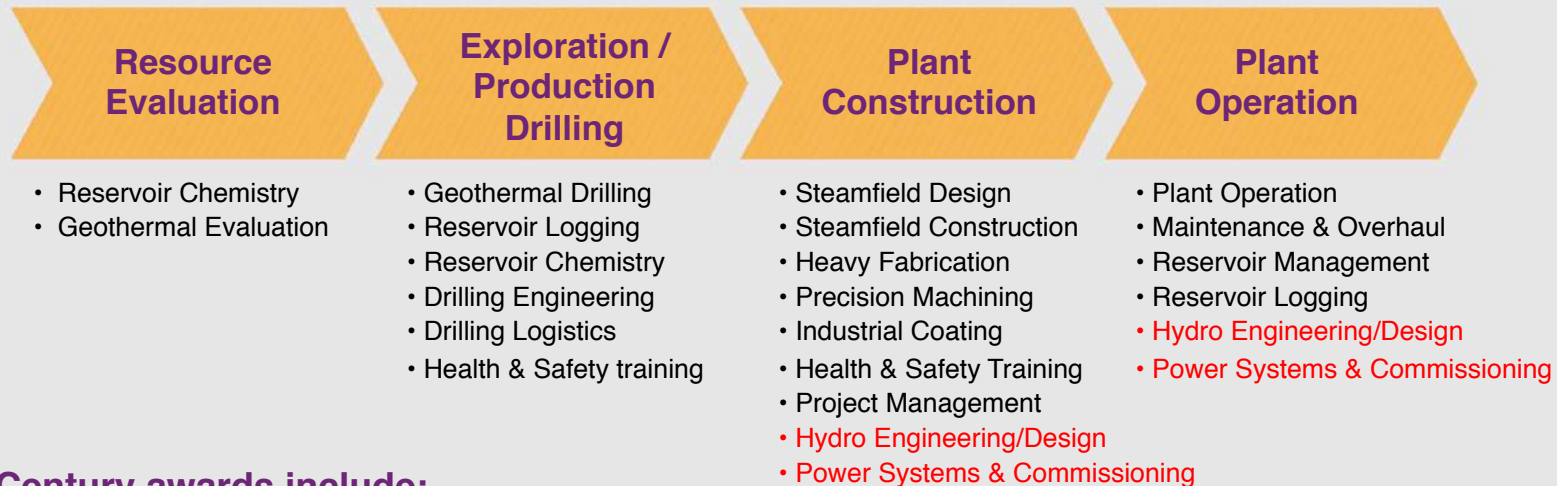 Resource
Evaluation
Exploration /
Production
Drilling
Plant
Construction
Plant
Operation
• Reservoir Chemistry
• Geothermal Evaluation
• Geothermal Drilling
• Reservoir Logging
• Reservoir Chemistry
• Drilling Engineering
• Drilling Logistics
• Health & Safety training
• Steamfield Design
• Steamfield Construction
• Heavy Fabrication
• Precision Machining
• Industrial Coating
• Health & Safety Training
• Project Management
• Hydro Engineering/Design
• Power Systems & Commissioning
• Plant Operation
• Maintenance & Overhaul
• Reservoir Management
• Reservoir Logging
• Hydro Engineering/Design
• Power Systems & Commissioning
Century awards include: